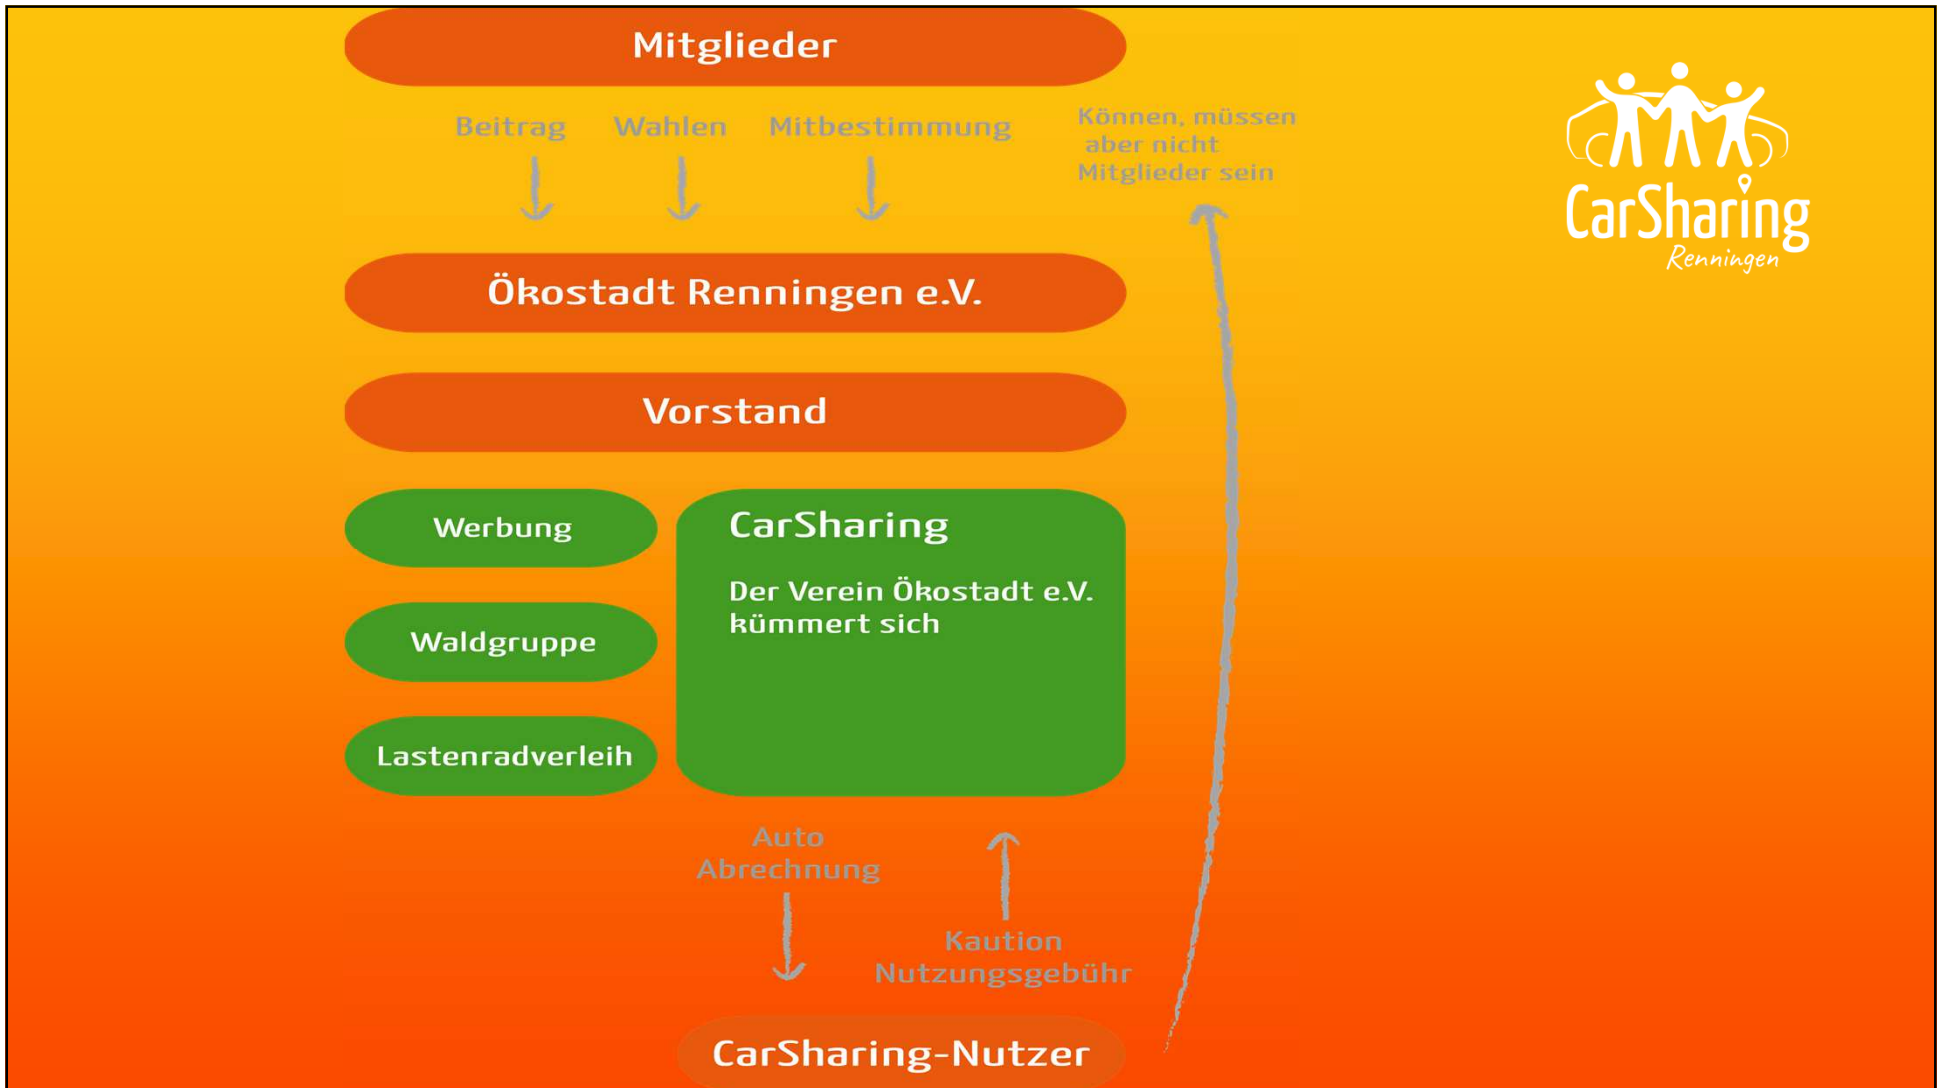 Mitglieder
Beitrag Wahlen Mitbestimmung
Können, müssen
aber nicht
Mitglieder sein
CarSharing
Renningen
Ökostadt Renningen e.V.
Vorstand
Werbung
Waldgruppe
Lastenradverleih
CarSharing
Der Verein Ökostadt e.V.
kümmert sich
Auto
Abrechnung
Kaution
Nutzungsgebühr
CarSharing-Nutzer